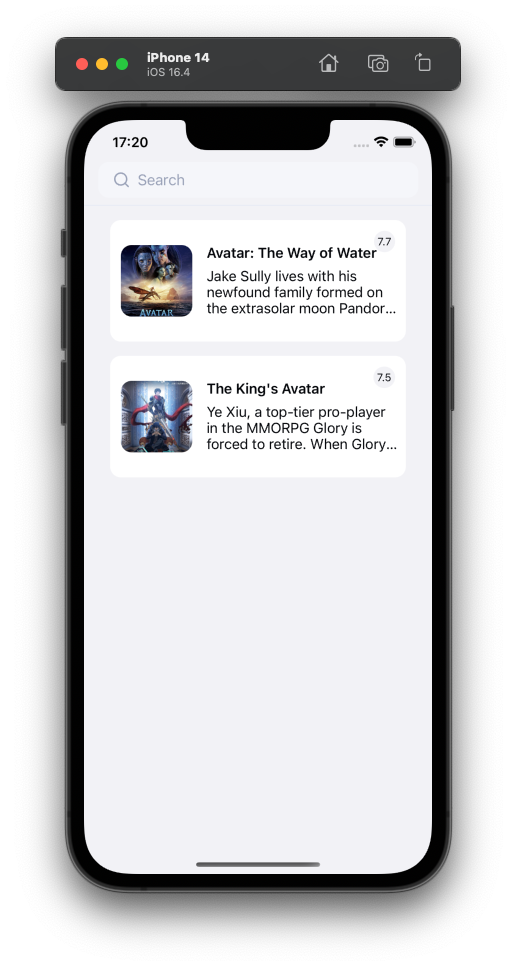 iPhone 14
iOS 16.4
17:20
Search
7.7
Avatar: The Way of Water
Jake Sully lives with his
newfound family formed on
the extrasolar moon Pandor...
AVATAR
7.5
The King's Avatar
Ye Xiu, a top-tier pro-player
in the MMORPG Glory is
forced to retire. When Glory...